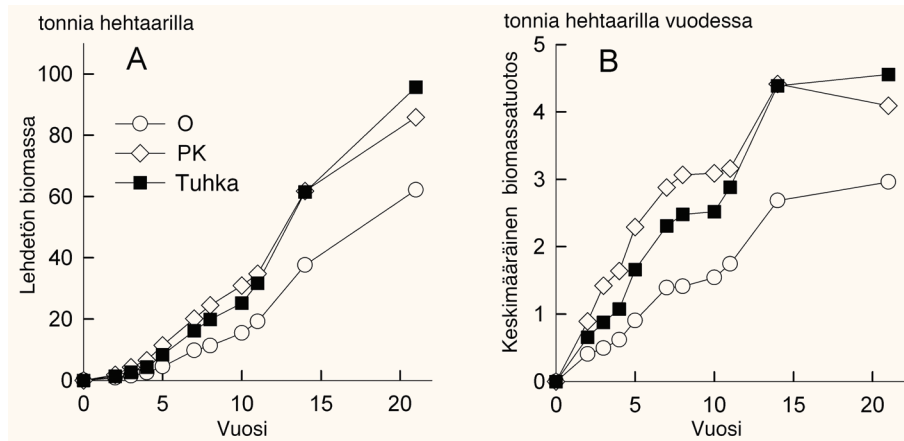 tonnia hehtaarilla
A
Lehdetön biomassa
100
80
60
40
20
0
O
PK
Tuhka
0 5 10 15 20
Vuosi
tonnia hehtaarilla vuodessa
B
Keskimääräinen biomassatuotos
5
4
3
2
1
0
0 5 10 15 20
Vuosi